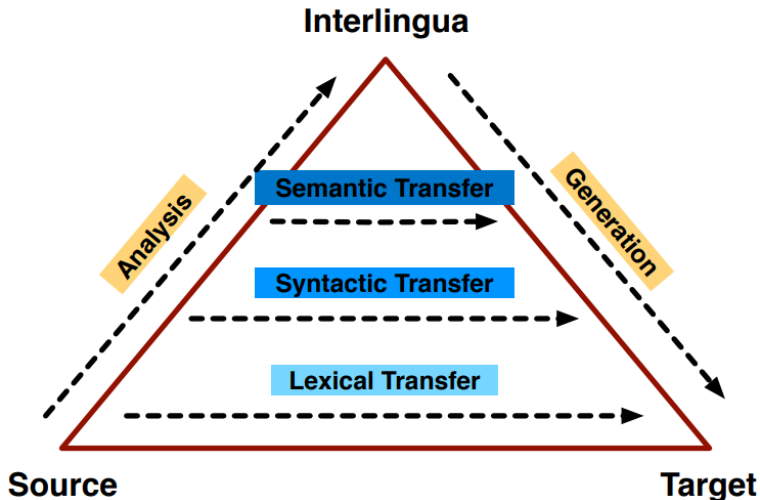 Interlingua
Semantic Transfer
Analysis
Generation
Syntactic Transfer
Lexical Transfer
Source
Target